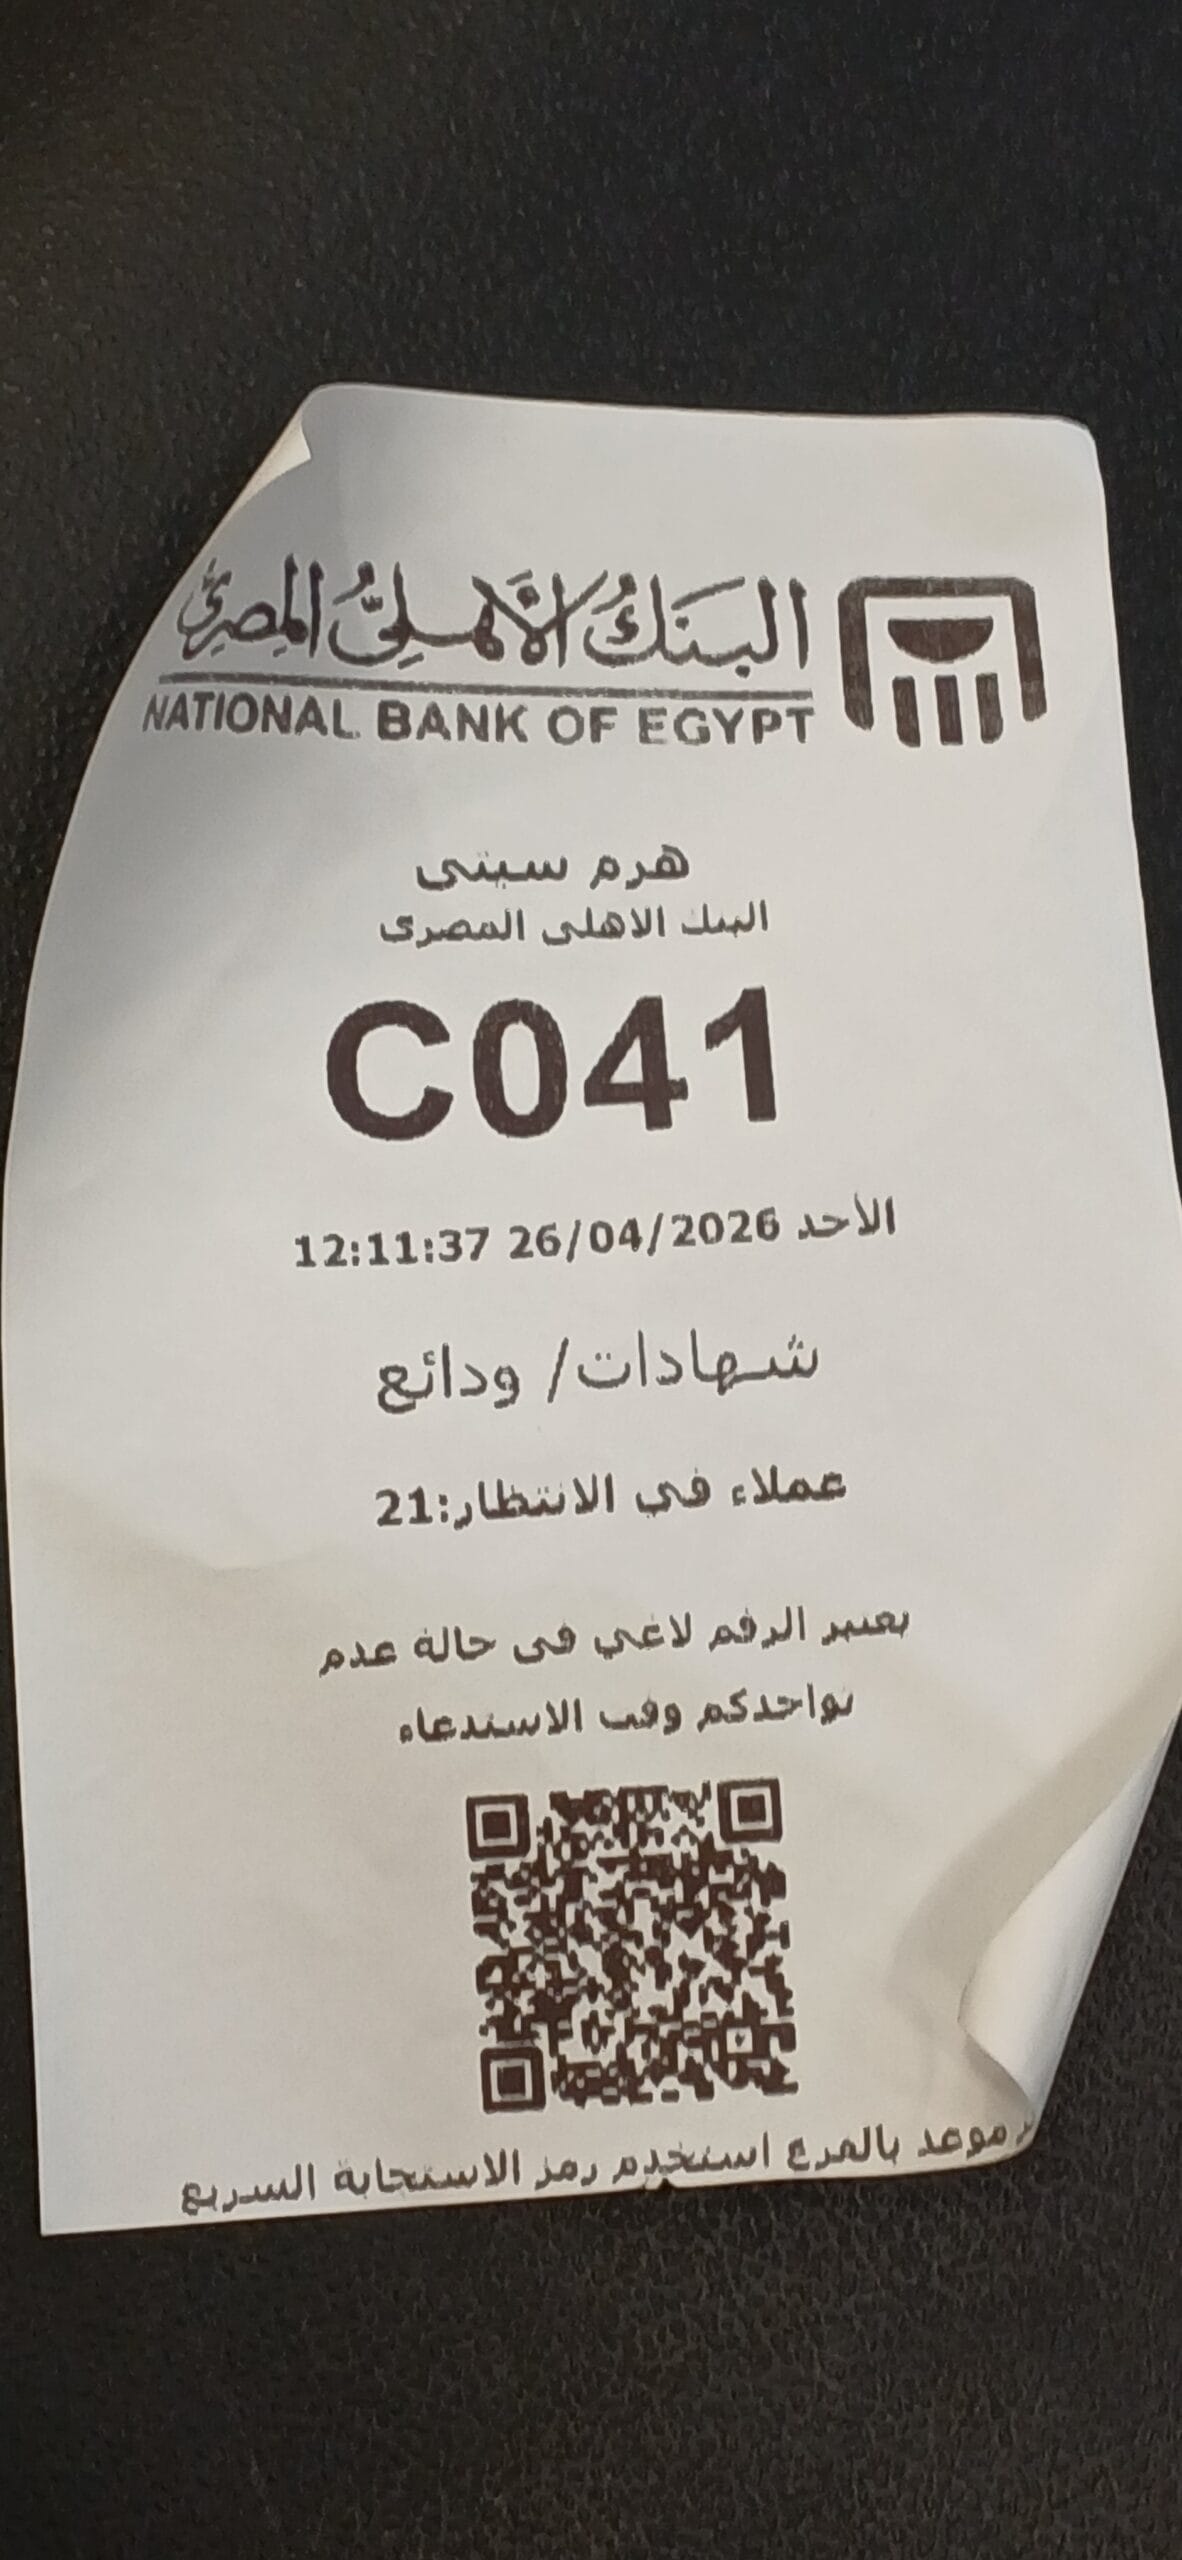 البنك الأهلي المصري
NATIONAL BANK OF EGYPT
هرم سيتى
البنك الاهلى المصرى
C041
الأحد 26/04/2026 12:11:37
شهادات/ ودائع
عملاء في الانتظار:21
يعتبر الرقم لاغي فى حالة عدم
تواجدكم وقت الاستدعاء
موعد بالفرع استخدم رمز الاستجابة السريع